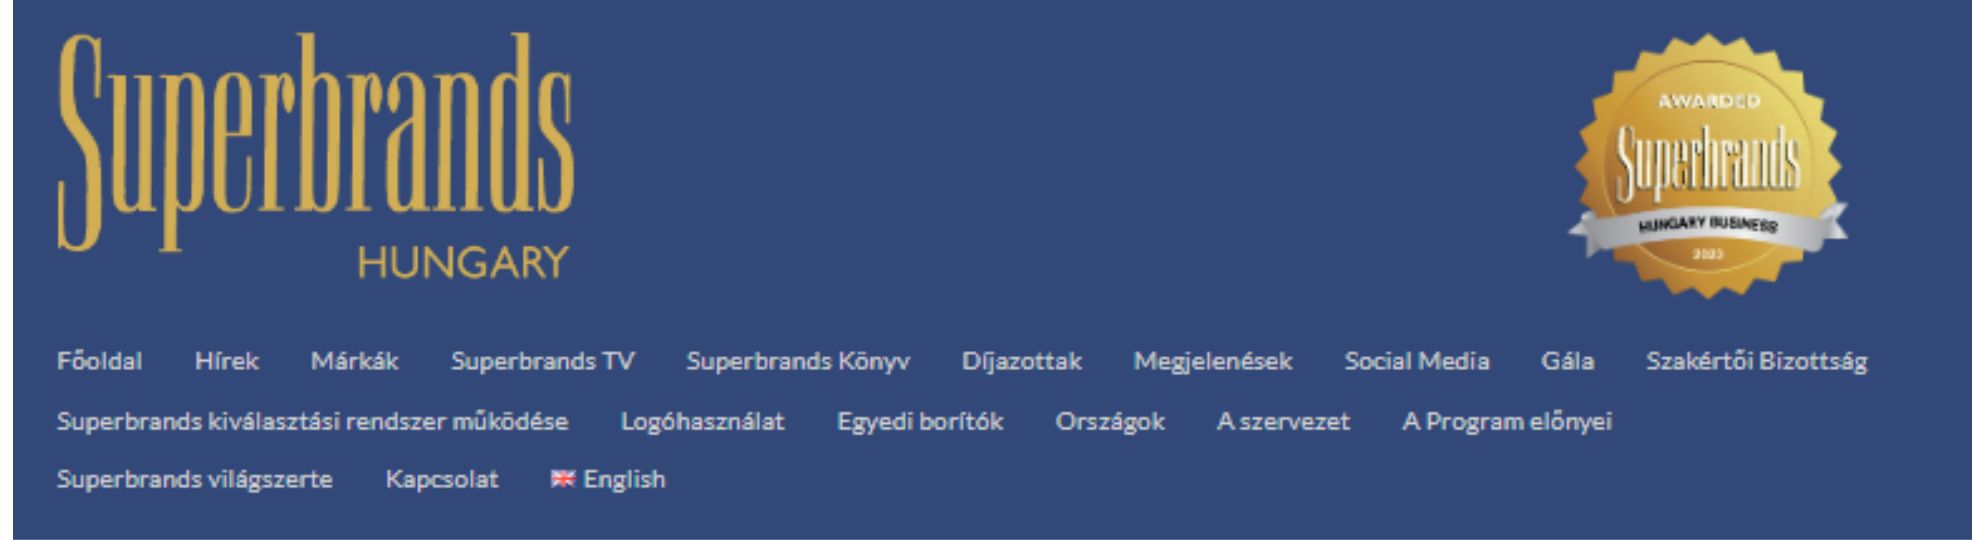 Superbrands
HUNGARY
AWARDED
Superbrands
HUNGARY BUSINESS
2023
Főoldal Hírek Márkák Superbrands TV Superbrands Könyv Díjazottak Megjelenések Social Media Gála Szakértői Bizottság
Superbrands kiválasztási rendszer működése Logóhasználat Egyedi borítók Országok A szervezet A Program előnyei
Superbrands világszerte Kapcsolat English